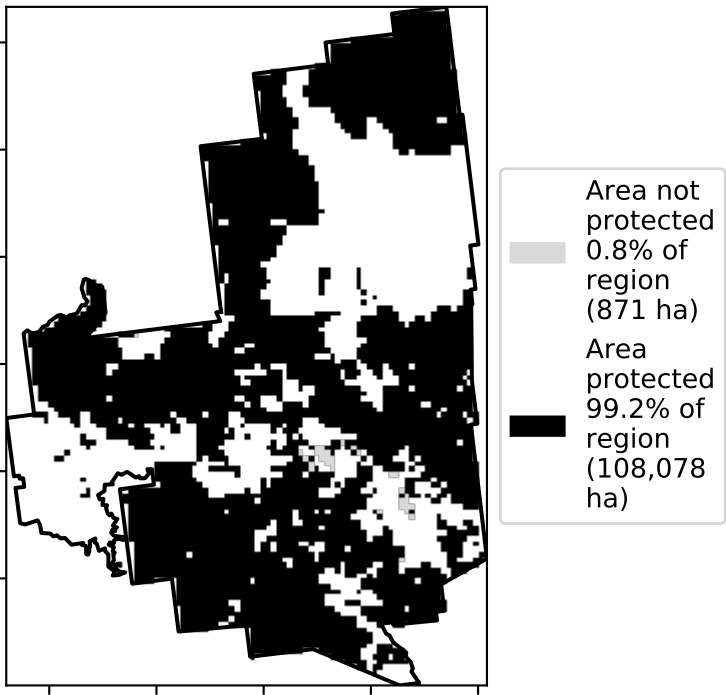 Area not
protected
0.8% of
region
(871 ha)
Area
protected
99.2% of
region
(108,078
ha)